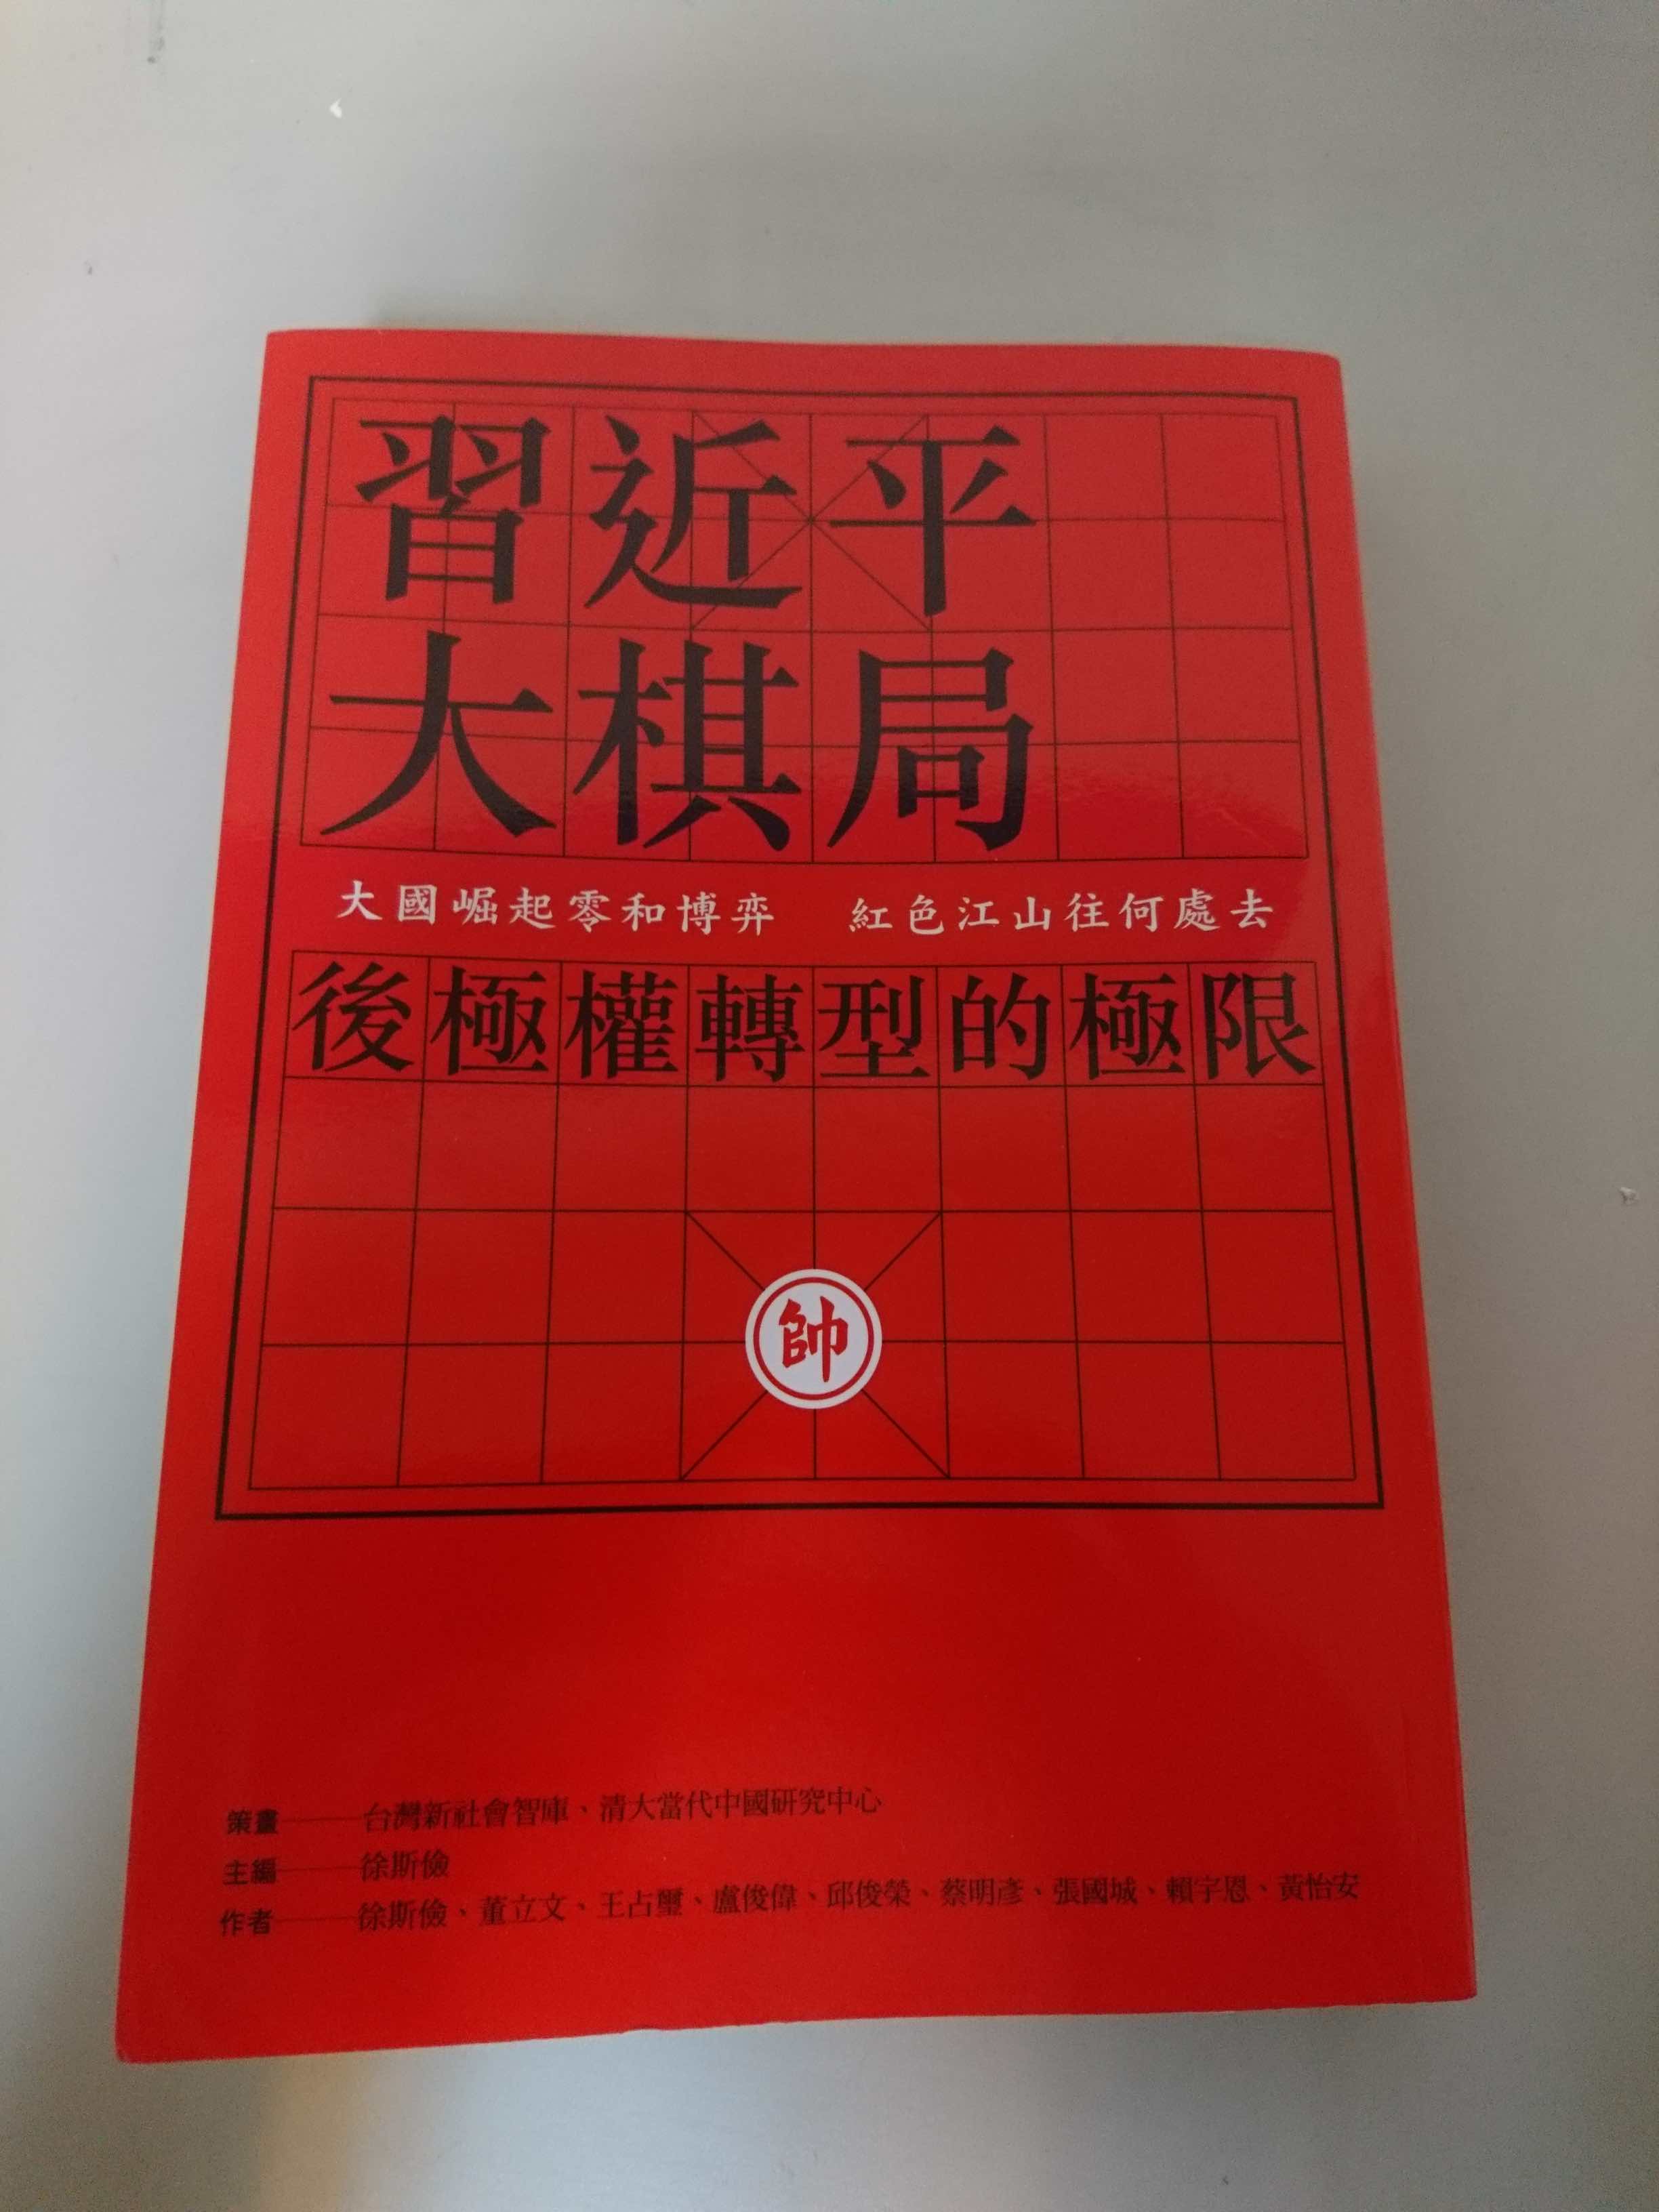 習近平
大棋局
大國崛起零和博弈 紅色江山往何處去
後極權轉型的極限
帥
策畫——台灣新社會智庫、清大當代中國研究中心
主編——徐斯儉
作者——徐斯儉、董立文、王占璽、盧俊偉、邱俊榮、蔡明彥、張國城、賴宇恩、黃怡安